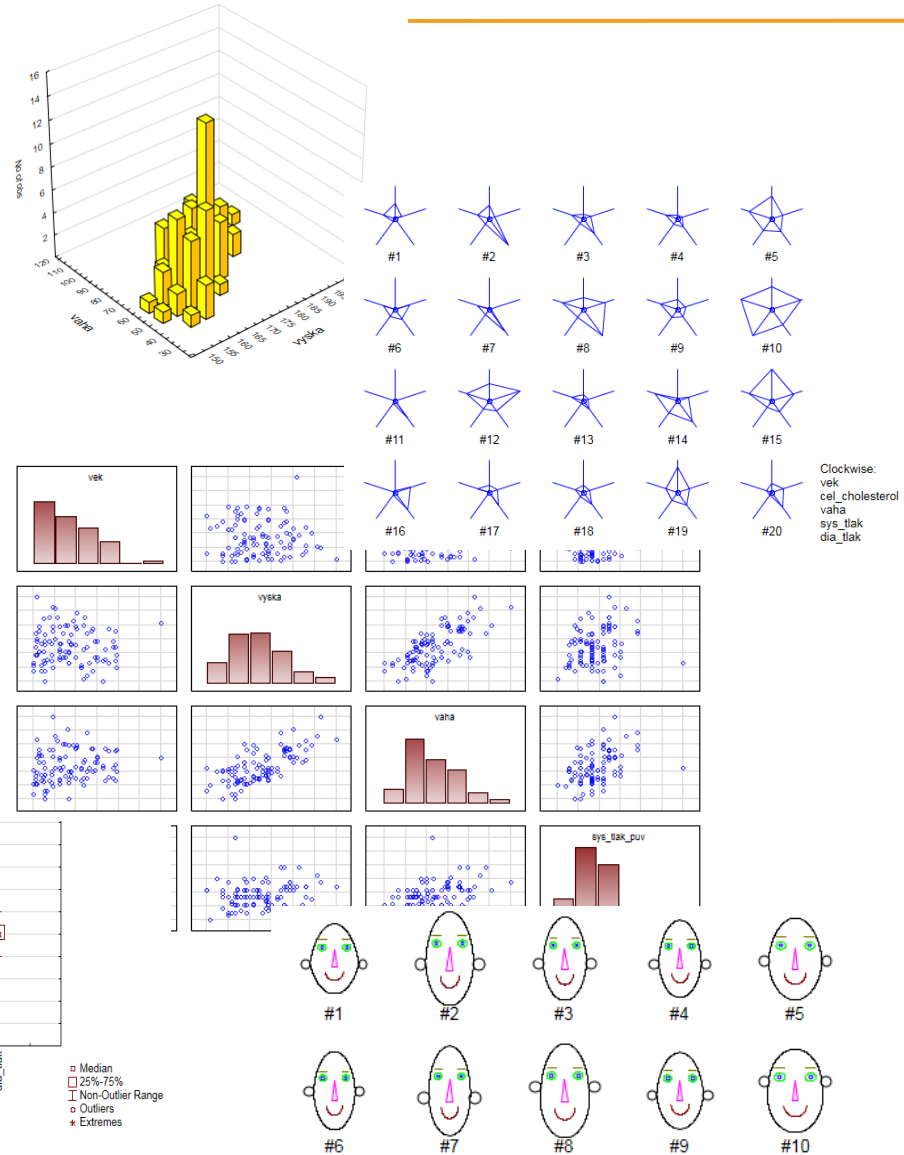 16
14
12
10
8
6
4
2
No of obs
120
110
100
90
80
70
60
50
40
30
vaha
150
155
160
165
170
175
180
185
190
195
vyska
#1 #2 #3 #4 #5
#6 #7 #8 #9 #10
#11 #12 #13 #14 #15
#16 #17 #18 #19 #20
Clockwise:
vek
cel_cholesterol
vaha
sys_tlak
dia_tlak
vek
vyska
vaha
sys_tlak_puv
#1 #2 #3 #4 #5
#6 #7 #8 #9 #10
dia_tlak
Median
25%-75%
Non-Outlier Range
Outliers
Extremes